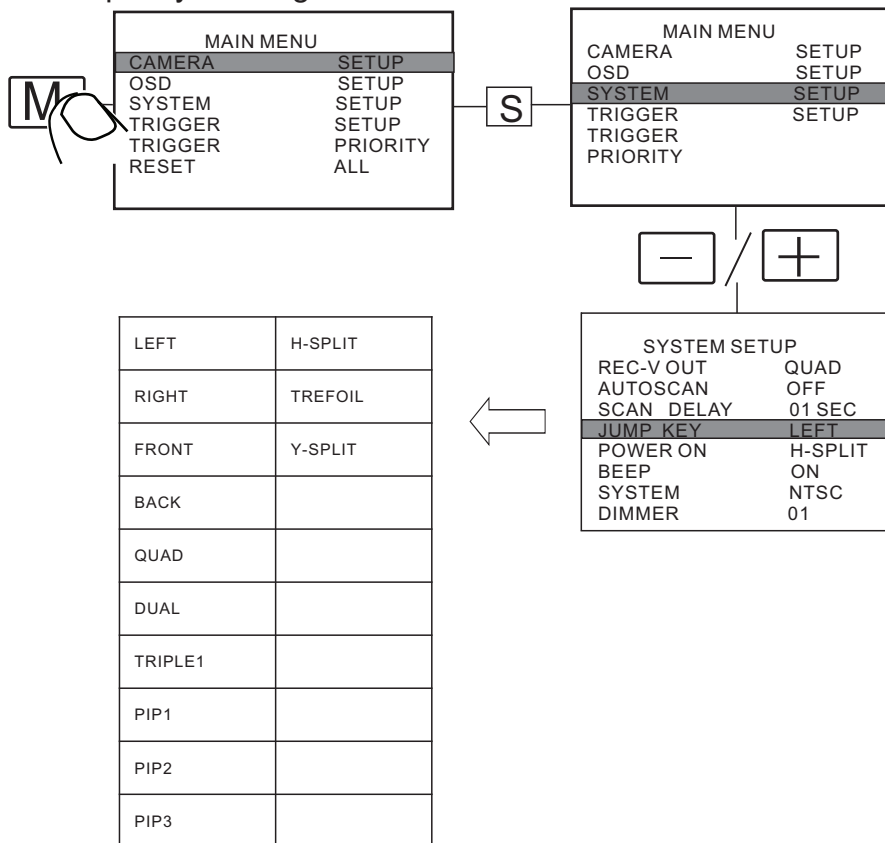 MAIN MENU
CAMERA SETUP
OSD SETUP
SYSTEM SETUP
TRIGGER SETUP
TRIGGER PRIORITY
RESET ALL
M
S
MAIN MENU
CAMERA SETUP
OSD SETUP
SYSTEM SETUP
TRIGGER SETUP
TRIGGER
PRIORITY
− / +
SYSTEM SETUP
REC-V OUT QUAD
AUTOSCAN OFF
SCAN DELAY 01 SEC
JUMP KEY LEFT
POWER ON H-SPLIT
BEEP ON
SYSTEM NTSC
DIMMER 01
LEFT H-SPLIT
RIGHT TREFOIL
FRONT Y-SPLIT
BACK
QUAD
DUAL
TRIPLE1
PIP1
PIP2
PIP3